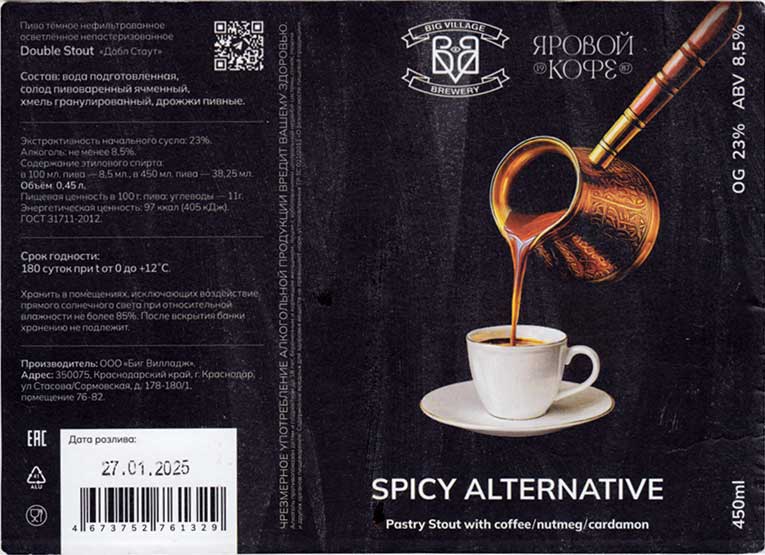 Пиво тёмное нефильтрованное
осветлённое непастеризованное
Double Stout «Дабл Стаут»
Состав: вода подготовленная,
солод пивоваренный ячменный,
хмель гранулированный, дрожжи пивные.
Экстрактивность начального сусла: 23%.
Алкоголь: не менее 8.5%.
Содержание этилового спирта:
в 100 мл. пива — 8,5 мл., в 450 мл. пива — 38,25 мл.
Объём: 0,45 л.
Пищевая ценность в 100 г. пива: углеводы — 11г.
Энергетическая ценность: 97 ккал (405 кДж).
ГОСТ 31711-2012.
Срок годности:
180 суток при t от 0 до +12°С.
Хранить в помещениях, исключающих воздействие
прямого солнечного света при относительной
влажности не более 85%. После вскрытия банки
хранению не подлежит.
Производитель: ООО «Биг Вилладж».
Адрес: 350075, Краснодарский край, г. Краснодар,
ул Стасова/Сормовская, д. 178-180/1.
помещение 76-82.
EAC
41
ALU
Дата розлива:
27.01.2025
4 673752 761329
ЧРЕЗМЕРНОЕ УПОТРЕБЛЕНИЕ АЛКОГОЛЬНОЙ ПРОДУКЦИИ ВРЕДИТ ВАШЕМУ ЗДОРОВЬЮ.
BIG VILLAGE
BREWERY
ЯРОВОЙ
19 КОФЕ 87
OG 23% ABV 8,5%
SPICY ALTERNATIVE
Pastry Stout with coffee/nutmeg/cardamon
450ml